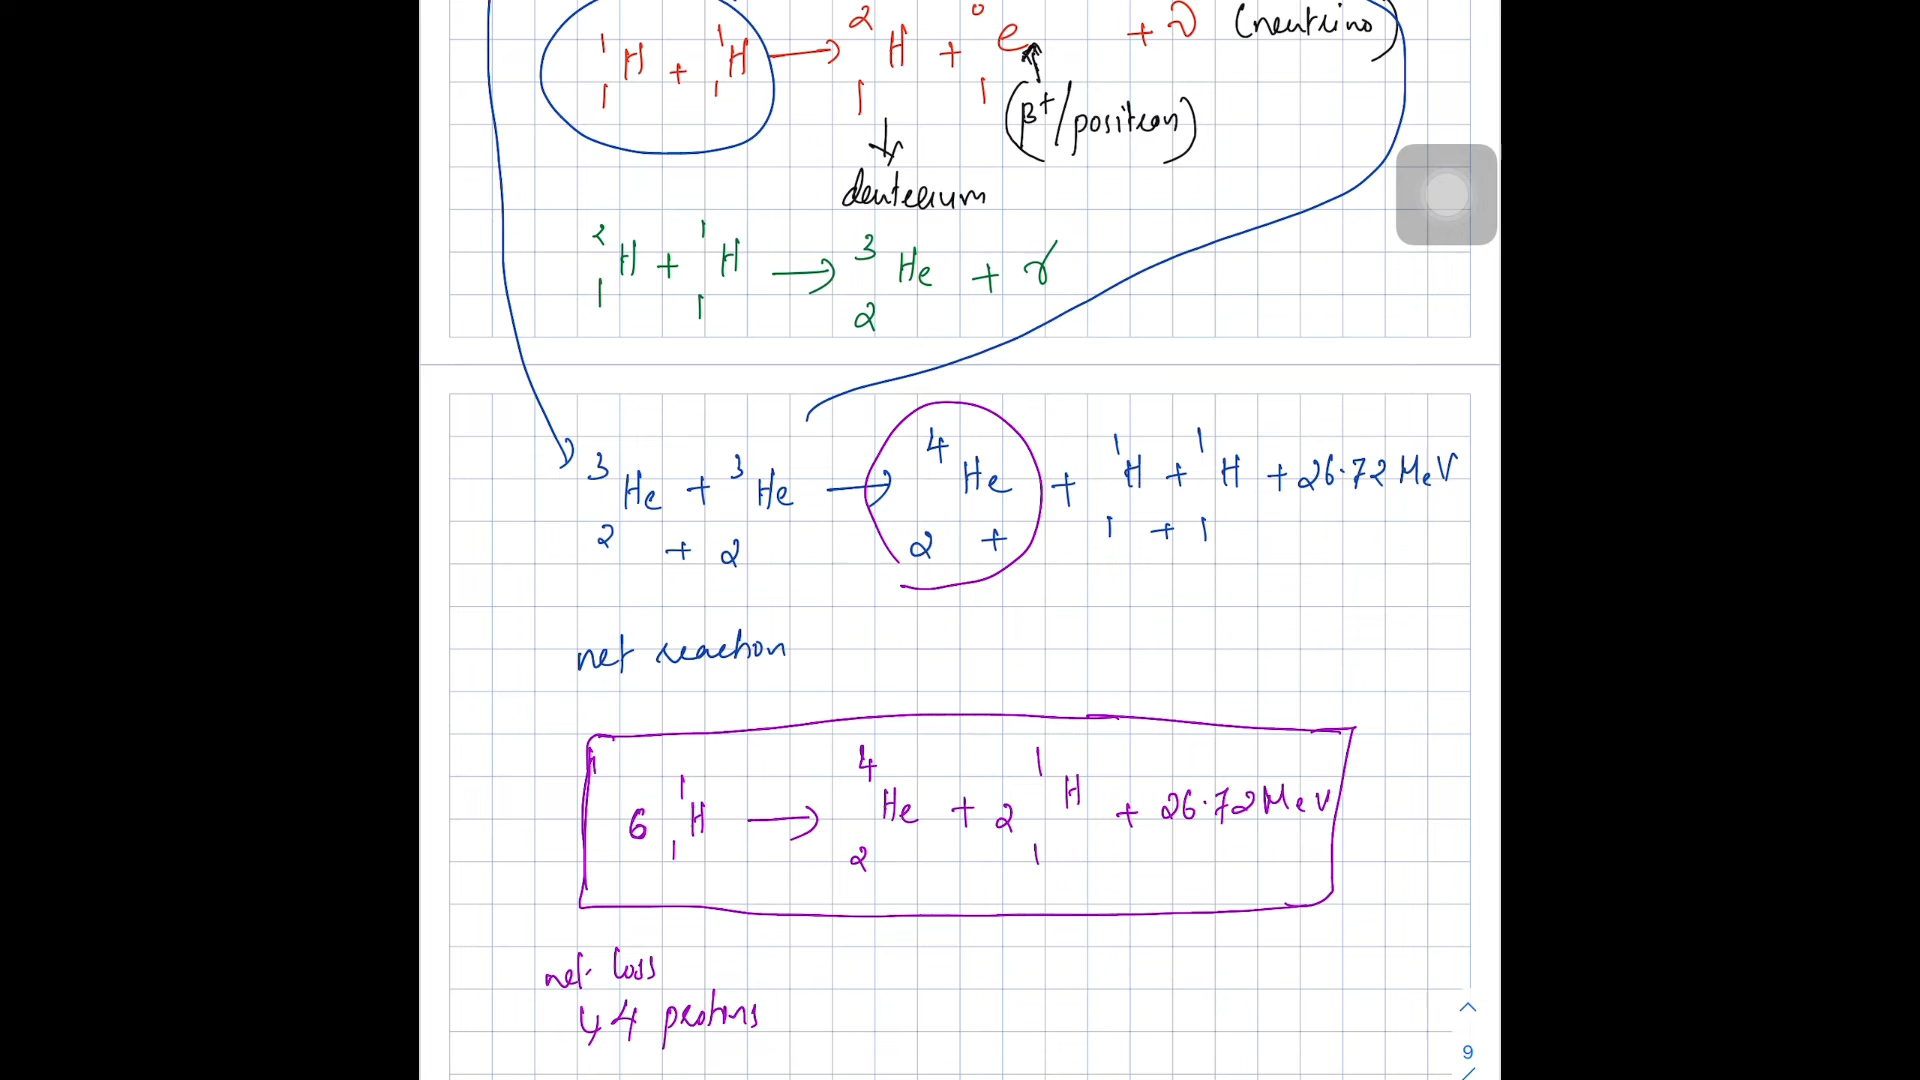 ¹₁H + ¹₁H → ²₁H + ⁰₁e + ν (neutrino)
(β⁺/positron)
deuterium
²₁H + ¹₁H → ³₂He + γ
³₂He + ³₂He → ⁴₂He + ¹₁H + ¹₁H + 26.72 MeV
2 + 2 2 + 1 + 1
net reaction
6 ¹₁H → ⁴₂He + 2 ¹₁H + 26.72 MeV
net loss
4 protons
9